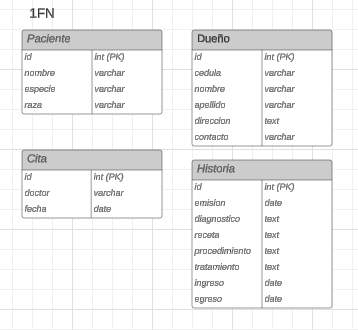 1FN
Paciente
id int (PK)
nombre varchar
especie varchar
raza varchar
Dueño
id int (PK)
cedula varchar
nombre varchar
apellido varchar
direccion text
contacto varchar
Cita
id int (PK)
doctor varchar
fecha date
Historia
id int (PK)
emision date
diagnostico text
receta text
procedimiento text
tratamiento text
ingreso date
egreso date